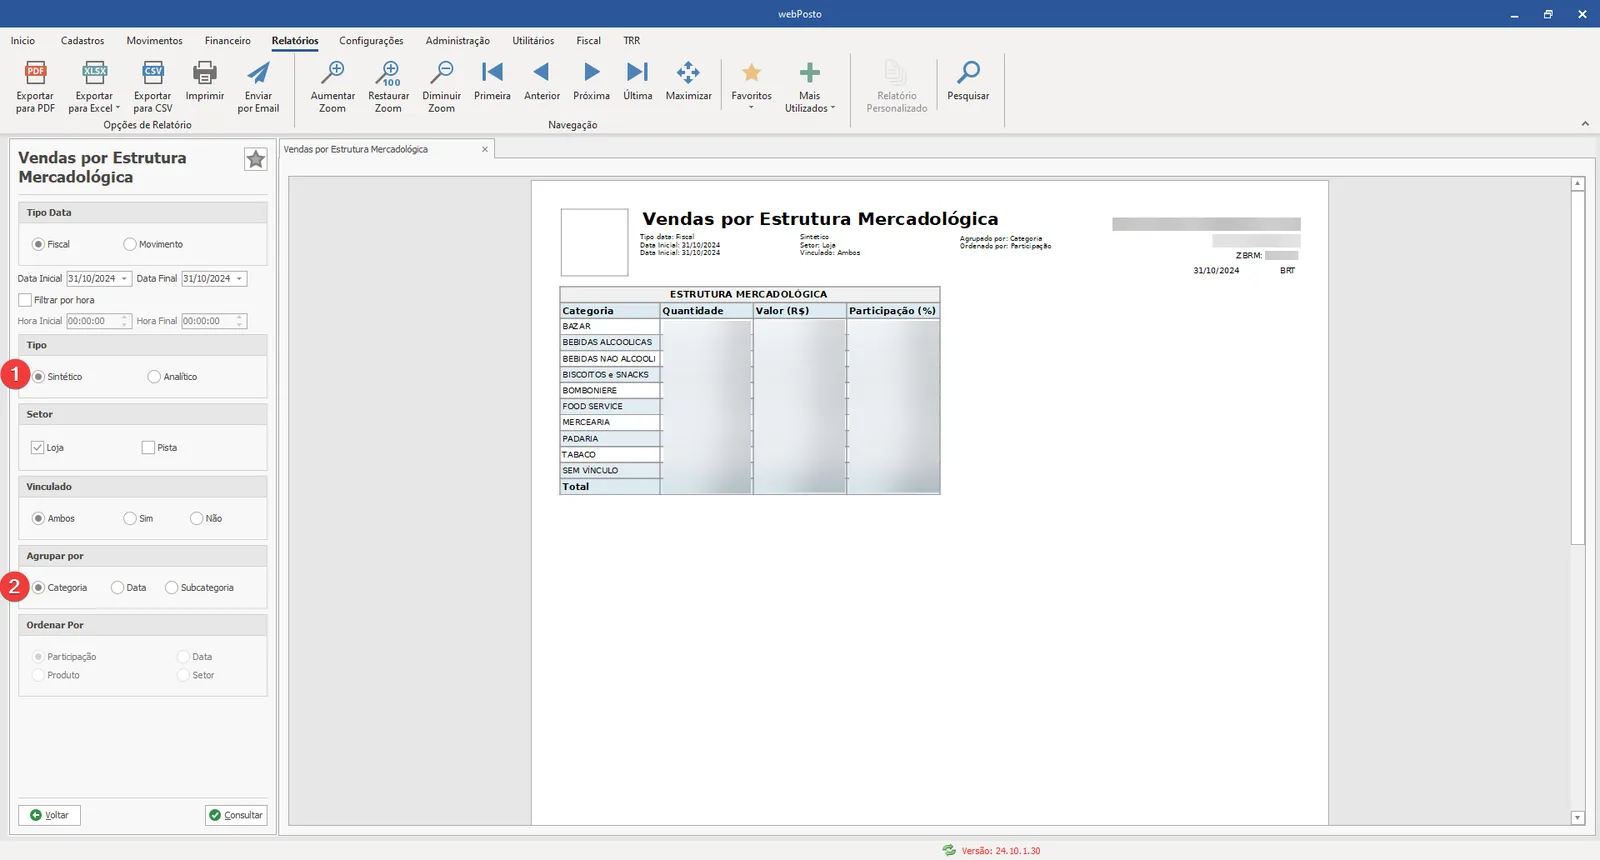 webPosto
Inicio Cadastros Movimentos Financeiro Relatórios Configurações Administração Utilitários Fiscal TRR
PDF XLSX CSV 100
Exportar para PDF
Exportar para Excel
Exportar para CSV
Imprimir
Enviar por Email
Aumentar Zoom
Restaurar Zoom
Diminuir Zoom
Primeira
Anterior
Próxima
Última
Maximizar
Favoritos
Mais Utilizados
Relatório Personalizado
Pesquisar
Opções de Relatório
Navegação
Vendas por Estrutura
Mercadológica
Tipo Data
Fiscal Movimento
Data Inicial 31/10/2024 Data Final 31/10/2024
Filtrar por hora
Hora Inicial 00:00:00 Hora Final 00:00:00
Tipo
1 Sintético Analítico
Setor
Loja Pista
Vinculado
Ambos Sim Não
Agrupar por
2 Categoria Data Subcategoria
Ordenar Por
Participação Data
Produto Setor
Voltar Consultar
Vendas por Estrutura Mercadológica
Vendas por Estrutura Mercadológica
Tipo data: Fiscal Sintético Agrupado por: Categoria
Data Inicial: 31/10/2024 Setor: Loja Ordenado por: Participação
Data Inicial: 31/10/2024 Vinculado: Ambos
ZBRM:
31/10/2024 BRT
ESTRUTURA MERCADOLÓGICA
Categoria Quantidade Valor (R$) Participação (%)
BAZAR
BEBIDAS ALCOOLICAS
BEBIDAS NAO ALCOOLI
BISCOITOS e SNACKS
BOMBONIERE
FOOD SERVICE
MERCEARIA
PADARIA
TABACO
SEM VÍNCULO
Total
Versão: 24.10.1.30